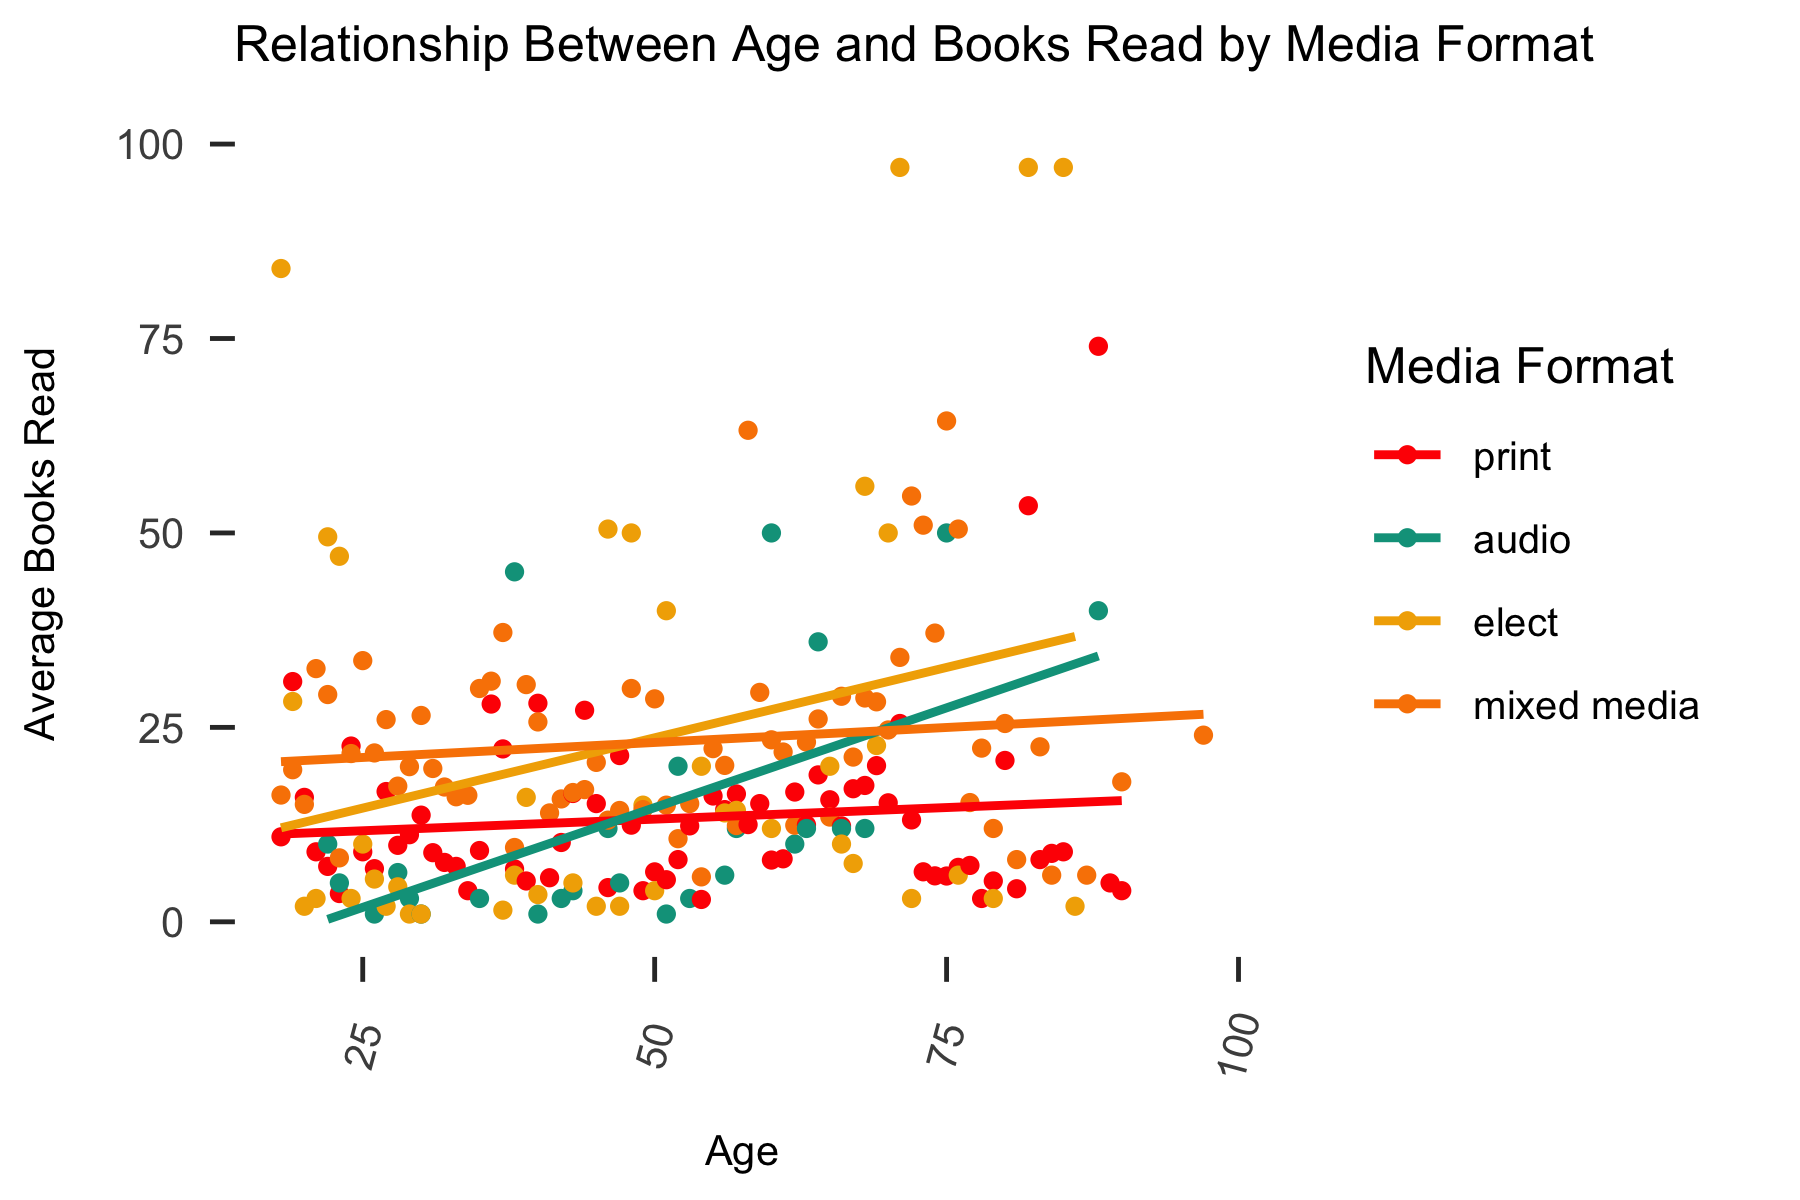 Relationship Between Age and Books Read by Media Format
100
75
50
25
0
Average Books Read
25
50
75
100
Age
Media Format
print
audio
elect
mixed media